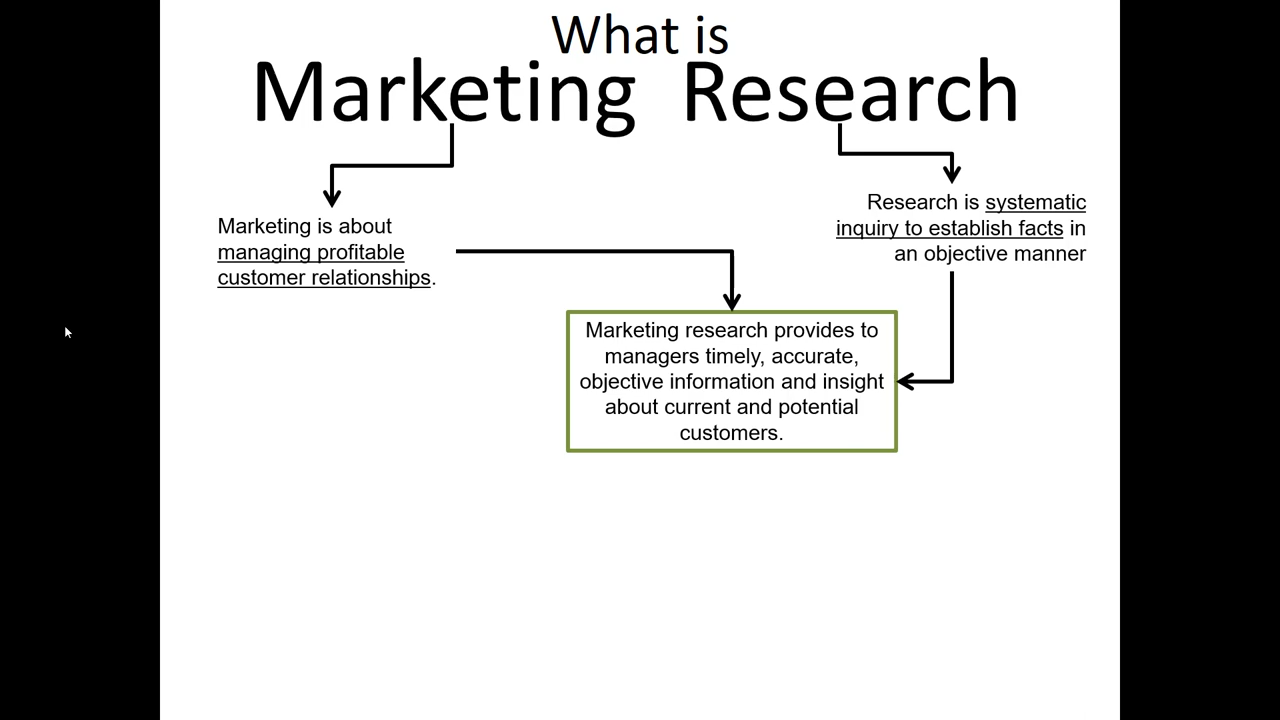 What is
Marketing Research
Marketing is about
managing profitable
customer relationships.
Research is systematic
inquiry to establish facts in
an objective manner
Marketing research provides to
managers timely, accurate,
objective information and insight
about current and potential
customers.